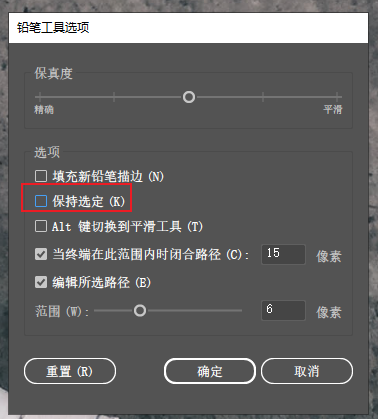 铅笔工具选项
保真度
精确 平滑
选项
填充新铅笔描边 (N)
保持选定 (K)
Alt 键切换到平滑工具 (T)
当终端在此范围内时闭合路径 (C): 15 像素
编辑所选路径 (E)
范围 (W): 6 像素
重置 (R) 确定 取消